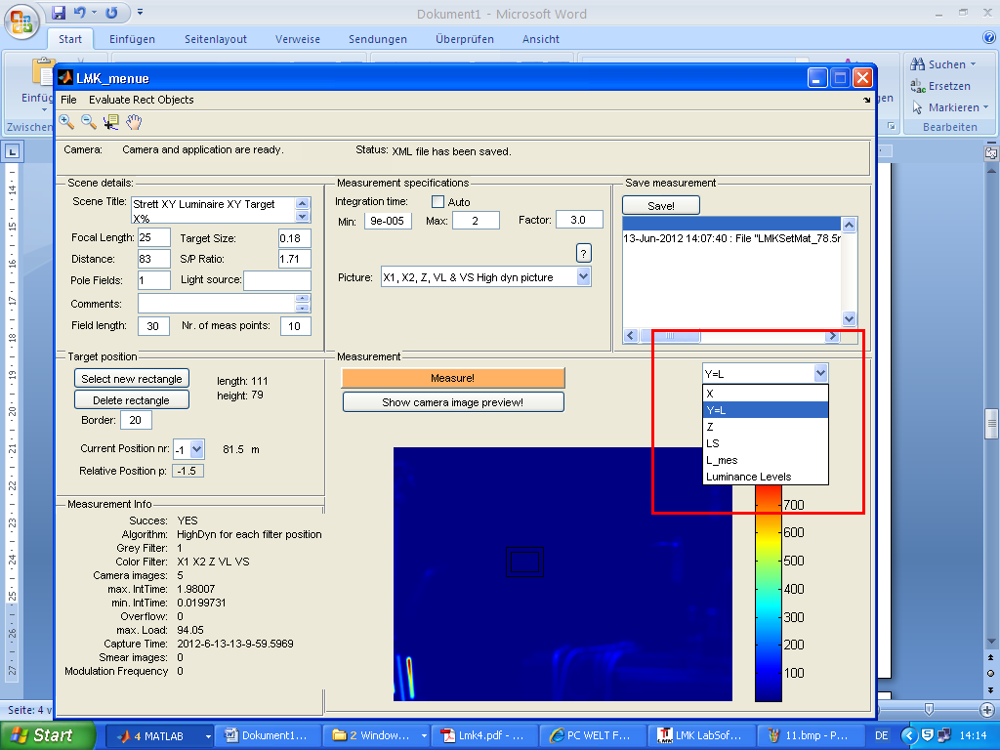 Dokument1 - Microsoft Word
Start Einfügen Seitenlayout Verweise Sendungen Überprüfen Ansicht
Suchen
Ersetzen
Markieren
Bearbeiten
LMK_menue
File Evaluate Rect Objects
Camera: Camera and application are ready. Status: XML file has been saved.
Scene details:
Scene Title: Strett XY Luminaire XY Target
X%
Focal Length: 25 Target Size: 0.18
Distance: 83 S/P Ratio: 1.71
Pole Fields: 1 Light source:
Comments:
Field length: 30 Nr. of meas points: 10
Measurement specifications
Integration time: Auto
Min: 9e-005 Max: 2 Factor: 3.0
?
Picture: X1, X2, Z, VL & VS High dyn picture
Save measurement
Save!
13-Jun-2012 14:07:40 : File "LMKSetMat_78.5
Target position
Select new rectangle
Delete rectangle
length: 111
height: 79
Border: 20
Current Position nr: -1 81.5 m
Relative Position p: -1.5
Measurement
Measure!
Show camera image preview!
Y=L
X
Y=L
Z
LS
L_mes
Luminance Levels
700
600
500
400
300
200
100
Measurement Info
Succes: YES
Algorithm: HighDyn for each filter position
Grey Filter: 1
Color Filter: X1 X2 Z VL VS
Camera images: 5
max. IntTime: 1.98007
min. IntTime: 0.0199731
Overflow: 0
max. Load: 94.05
Capture Time: 2012-6-13-13-9-59.5969
Smear images: 0
Modulation Frequency 0
Seite: 4 v
Start 4 MATLAB Dokument1... 2 Window... Lmk4.pdf - ... PC WELT F... LMK LabSof... 11.bmp - P... DE 14:14